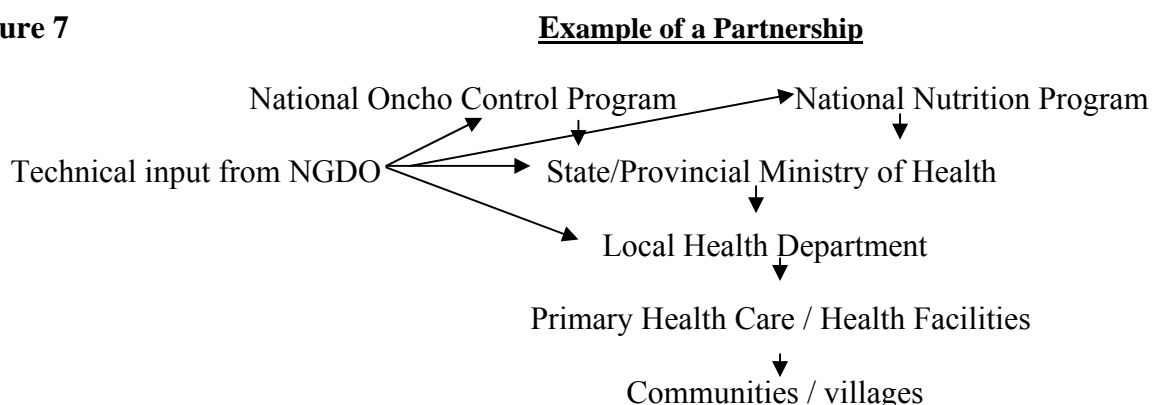 ure 7 Example of a Partnership
National Oncho Control Program National Nutrition Program
Technical input from NGDO State/Provincial Ministry of Health
Local Health Department
Primary Health Care / Health Facilities
Communities / villages